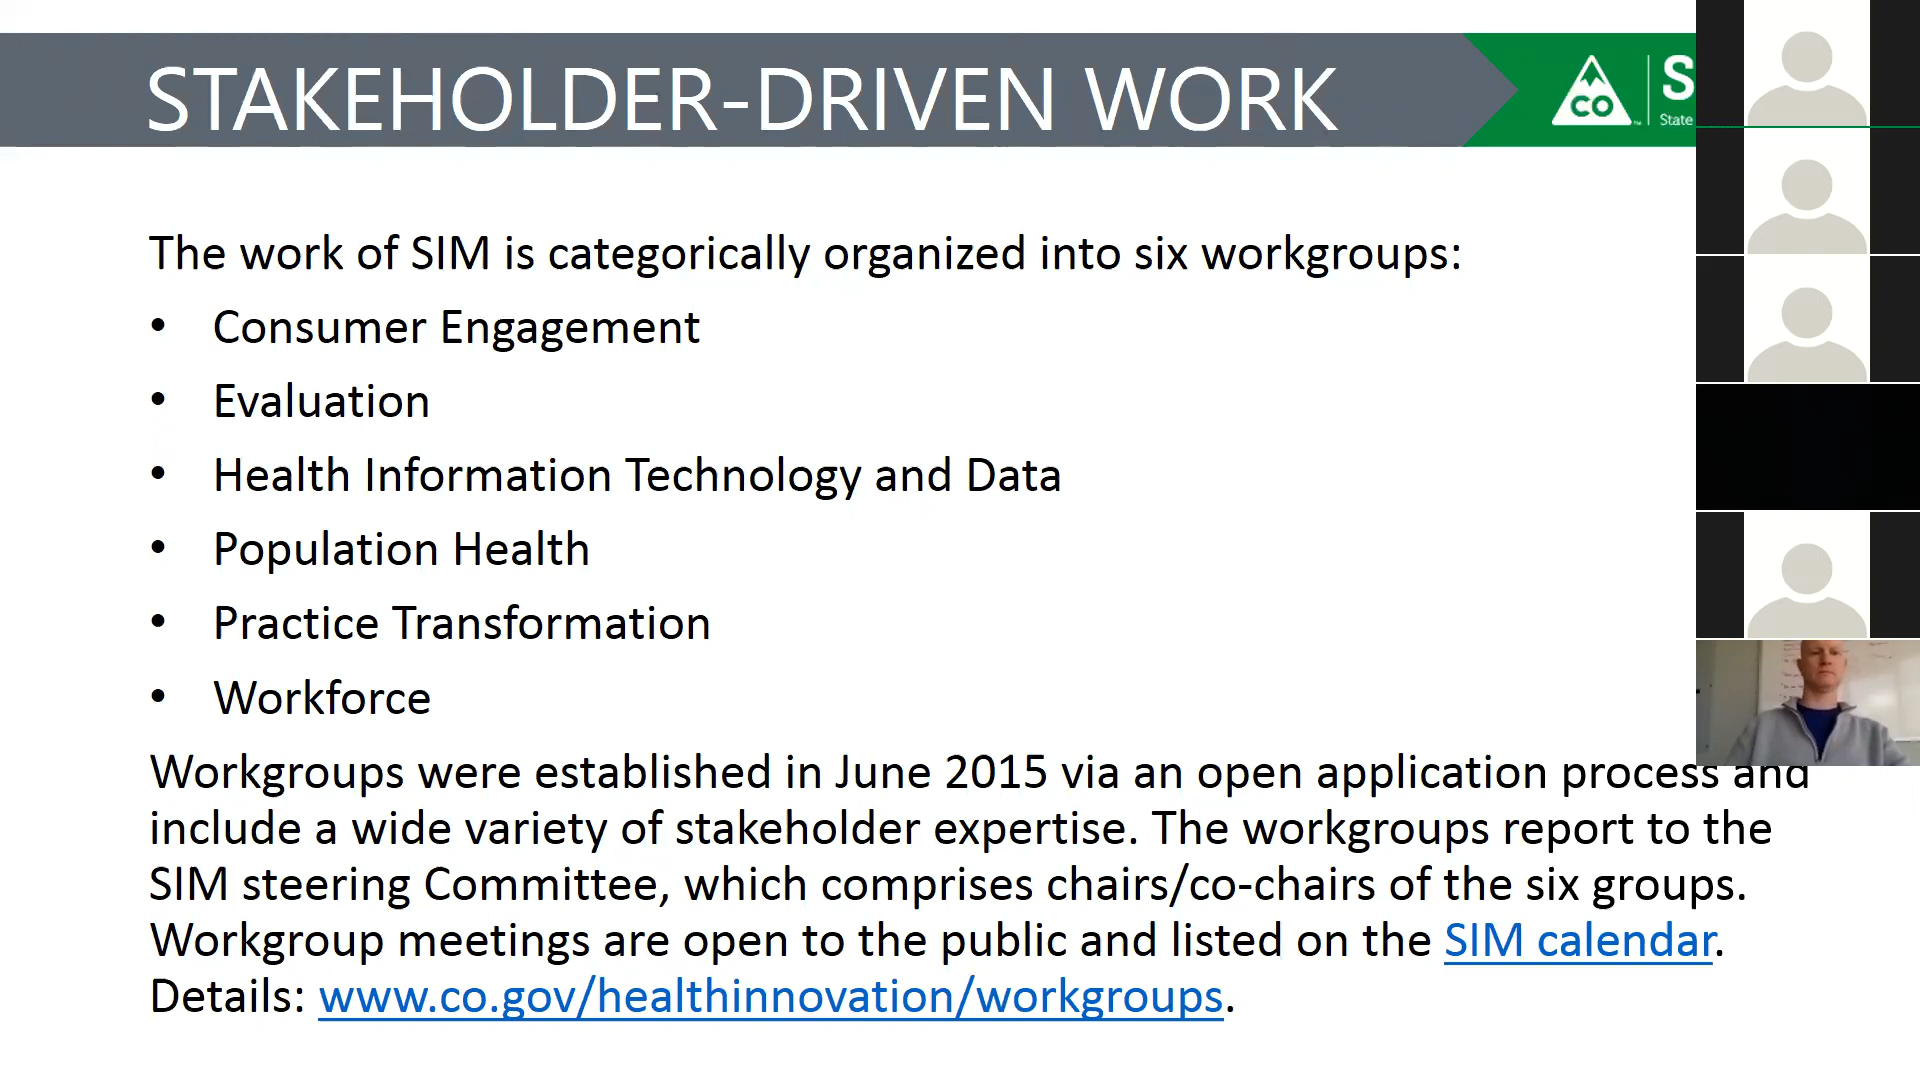 STAKEHOLDER-DRIVEN WORK
CO
S
State
The work of SIM is categorically organized into six workgroups:
• Consumer Engagement
• Evaluation
• Health Information Technology and Data
• Population Health
• Practice Transformation
• Workforce
Workgroups were established in June 2015 via an open application process and
include a wide variety of stakeholder expertise. The workgroups report to the
SIM steering Committee, which comprises chairs/co-chairs of the six groups.
Workgroup meetings are open to the public and listed on the SIM calendar.
Details: www.co.gov/healthinnovation/workgroups.